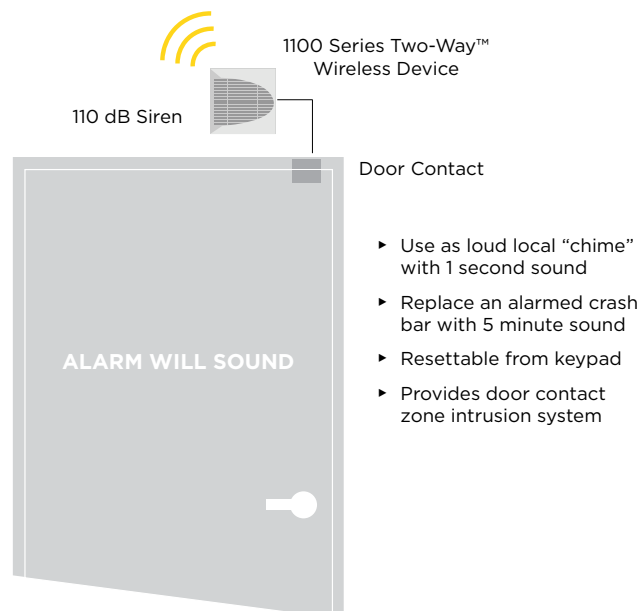 1100 Series Two-Way™
Wireless Device
110 dB Siren
Door Contact
▸ Use as loud local “chime”
with 1 second sound
▸ Replace an alarmed crash
bar with 5 minute sound
▸ Resettable from keypad
▸ Provides door contact
zone intrusion system
ALARM WILL SOUND